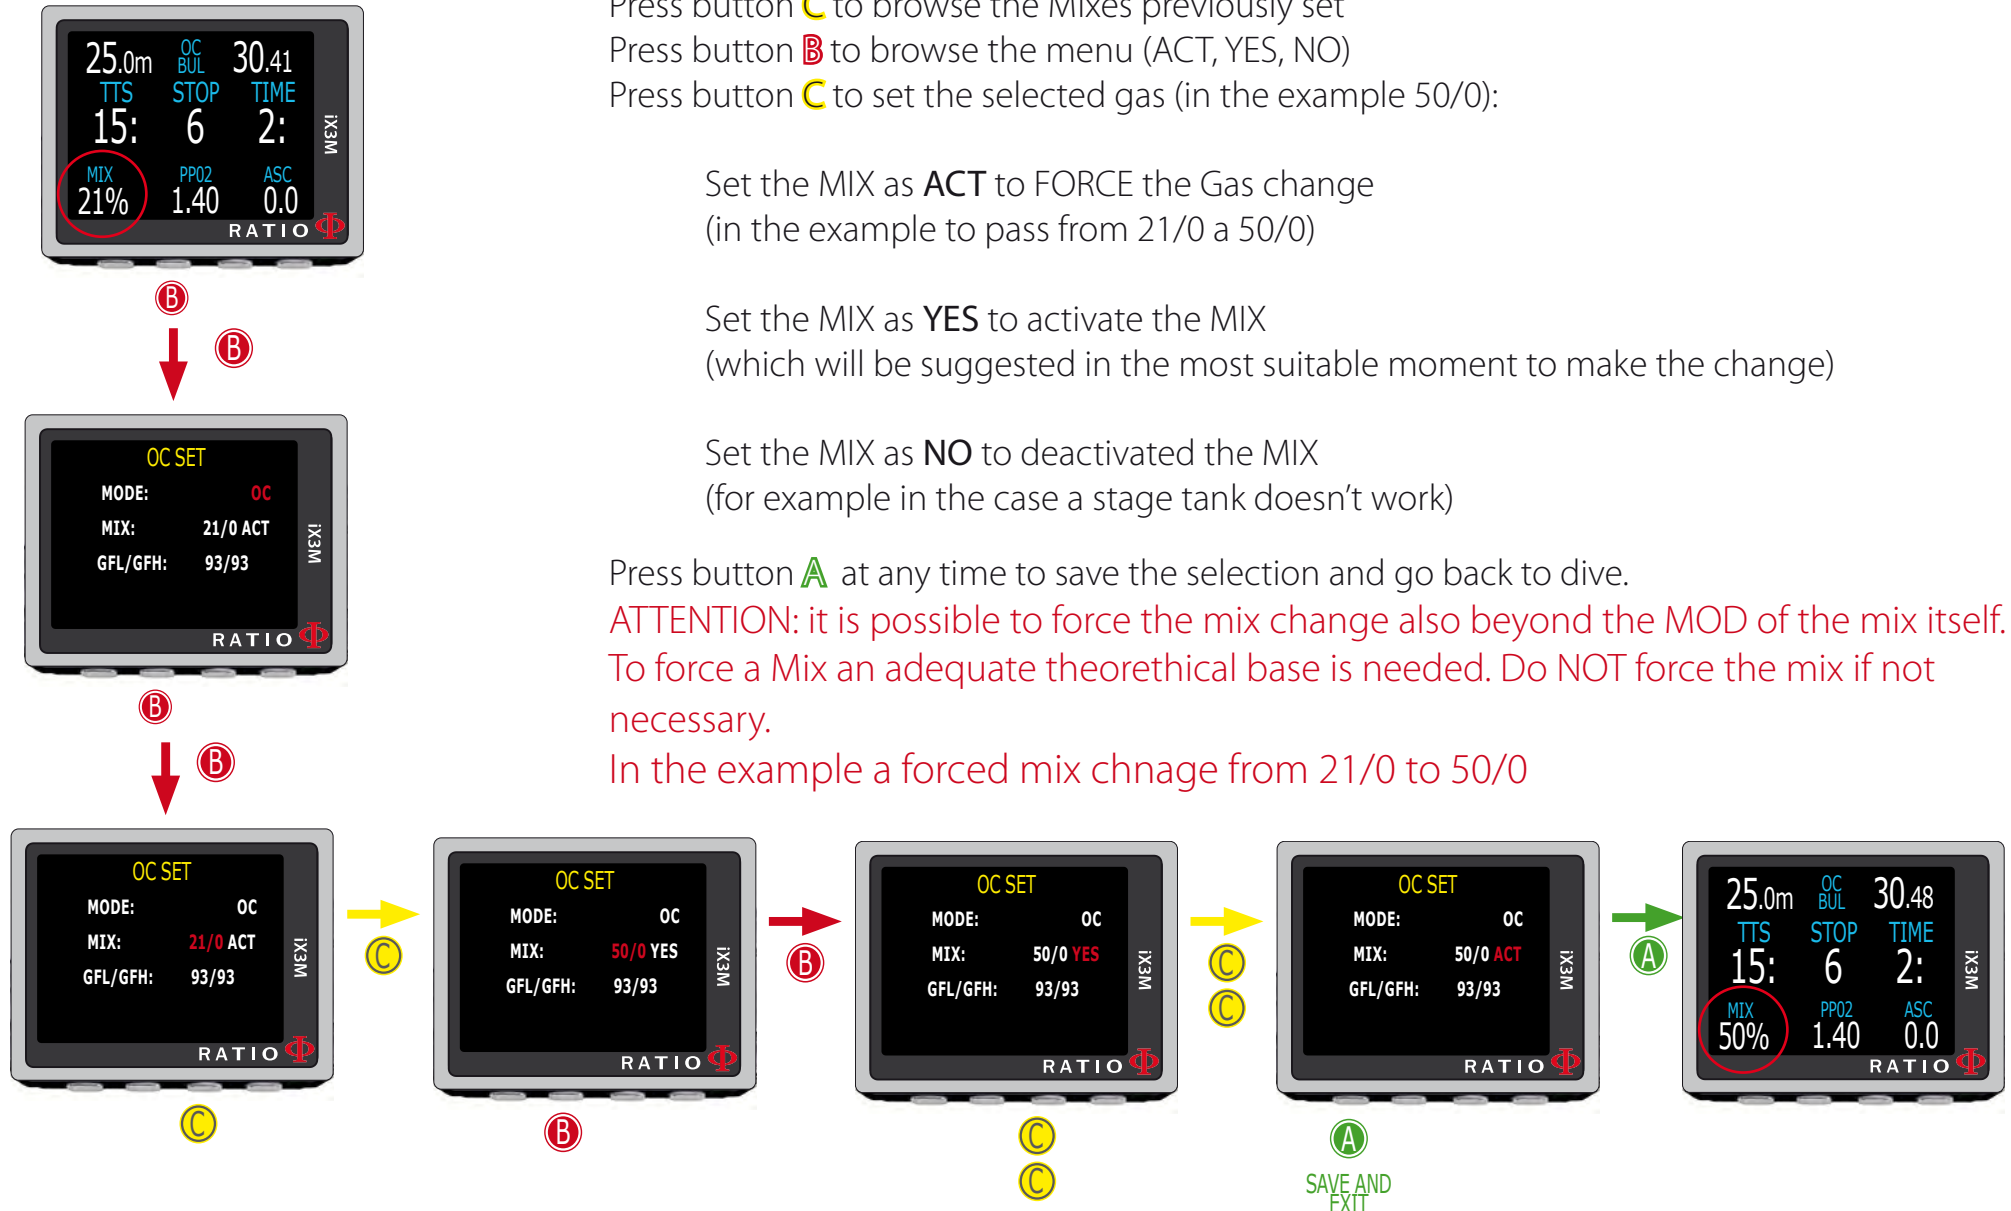 Press button C to browse the Mixes previously set
Press button B to browse the menu (ACT, YES, NO)
Press button C to set the selected gas (in the example 50/0):
Set the MIX as ACT to FORCE the Gas change
(in the example to pass from 21/0 a 50/0)
Set the MIX as YES to activate the MIX
(which will be suggested in the most suitable moment to make the change)
Set the MIX as NO to deactivated the MIX
(for example in the case a stage tank doesn't work)
Press button A at any time to save the selection and go back to dive.
ATTENTION: it is possible to force the mix change also beyond the MOD of the mix itself.
To force a Mix an adequate theorethical base is needed. Do NOT force the mix if not
necessary.
In the example a forced mix chnage from 21/0 to 50/0
25.0m OC BUL 30.41
TTS STOP TIME
15: 6 2:
MIX PPO2 ASC
21% 1.40 0.0
iX3M
RATIO
B
B
OC SET
MODE: OC
MIX: 21/0 ACT
GFL/GFH: 93/93
iX3M
RATIO
B
B
OC SET
MODE: OC
MIX: 21/0 ACT
GFL/GFH: 93/93
iX3M
RATIO
C
C
OC SET
MODE: OC
MIX: 50/0 YES
GFL/GFH: 93/93
iX3M
RATIO
B
B
OC SET
MODE: OC
MIX: 50/0 YES
GFL/GFH: 93/93
iX3M
RATIO
C
C
C
C
OC SET
MODE: OC
MIX: 50/0 ACT
GFL/GFH: 93/93
iX3M
RATIO
A
SAVE AND
EXIT
A
25.0m OC BUL 30.48
TTS STOP TIME
15: 6 2:
MIX PPO2 ASC
50% 1.40 0.0
iX3M
RATIO